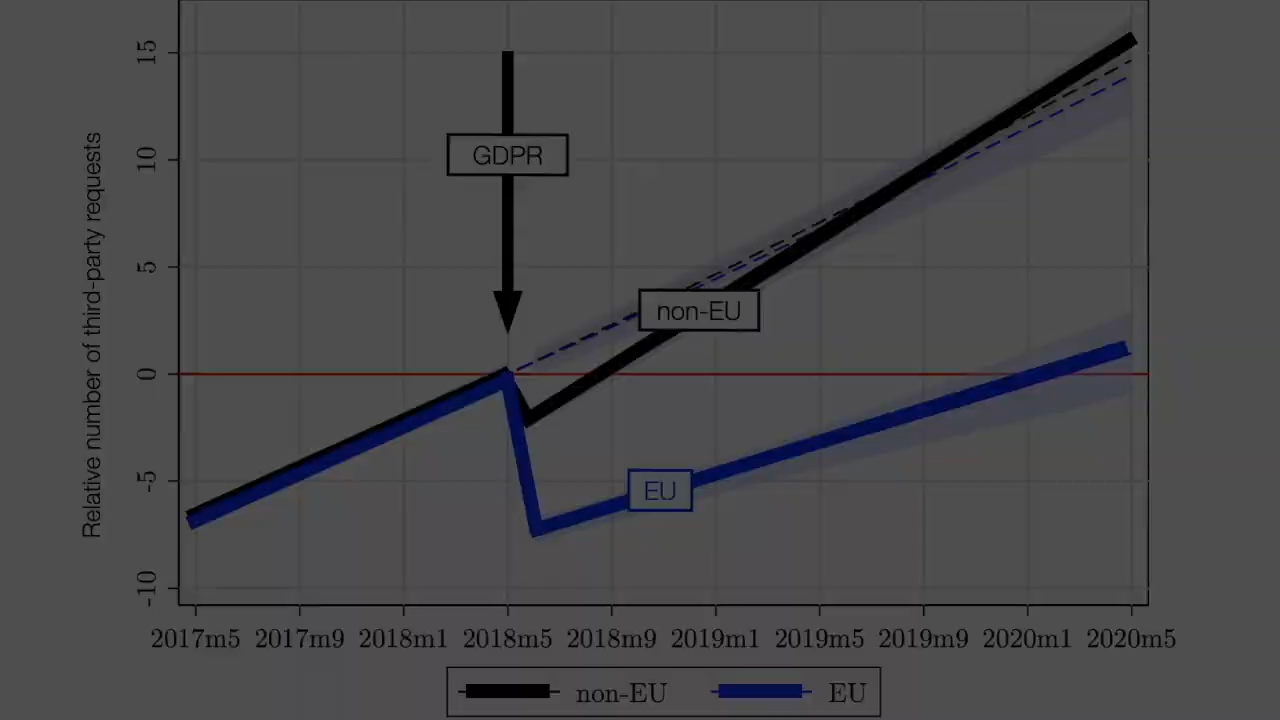 Relative number of third-party requests
15
10
5
0
-5
-10
GDPR
non-EU
EU
2017m5 2017m9 2018m1 2018m5 2018m9 2019m1 2019m5 2019m9 2020m1 2020m5
non-EU EU